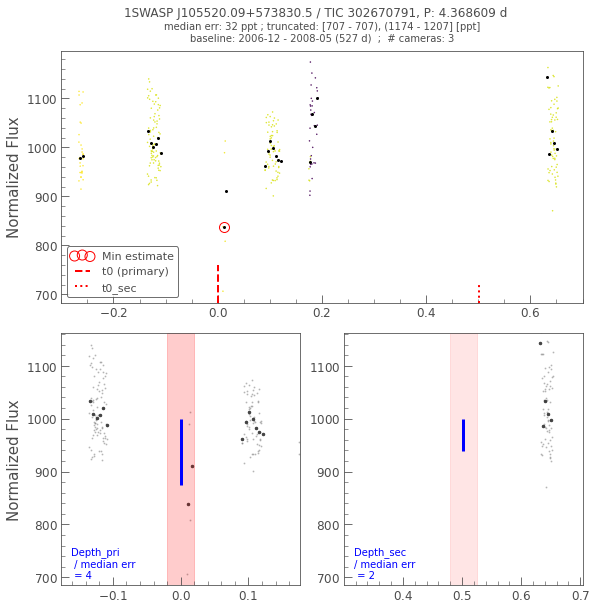 1SWASP J105520.09+573830.5 / TIC 302670791, P: 4.368609 d
median err: 32 ppt ; truncated: [707 - 707), (1174 - 1207] [ppt]
baseline: 2006-12 - 2008-05 (527 d)  ;  # cameras: 3
Normalized Flux
1100
1000
900
800
700
Min estimate
t0 (primary)
t0_sec
−0.2
0.0
0.2
0.4
0.6
Normalized Flux
1100
1000
900
800
700
Depth_pri
/ median err
= 4
−0.1
0.0
0.1
1100
1000
900
800
700
Depth_sec
/ median err
= 2
0.4
0.5
0.6
0.7